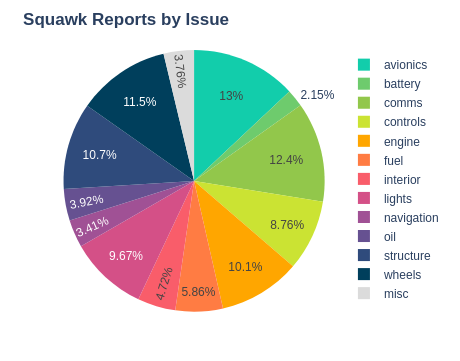 Squawk Reports by Issue
13%
2.15%
12.4%
8.76%
10.1%
5.86%
4.72%
9.67%
3.41%
3.92%
10.7%
11.5%
3.76%
avionics
battery
comms
controls
engine
fuel
interior
lights
navigation
oil
structure
wheels
misc